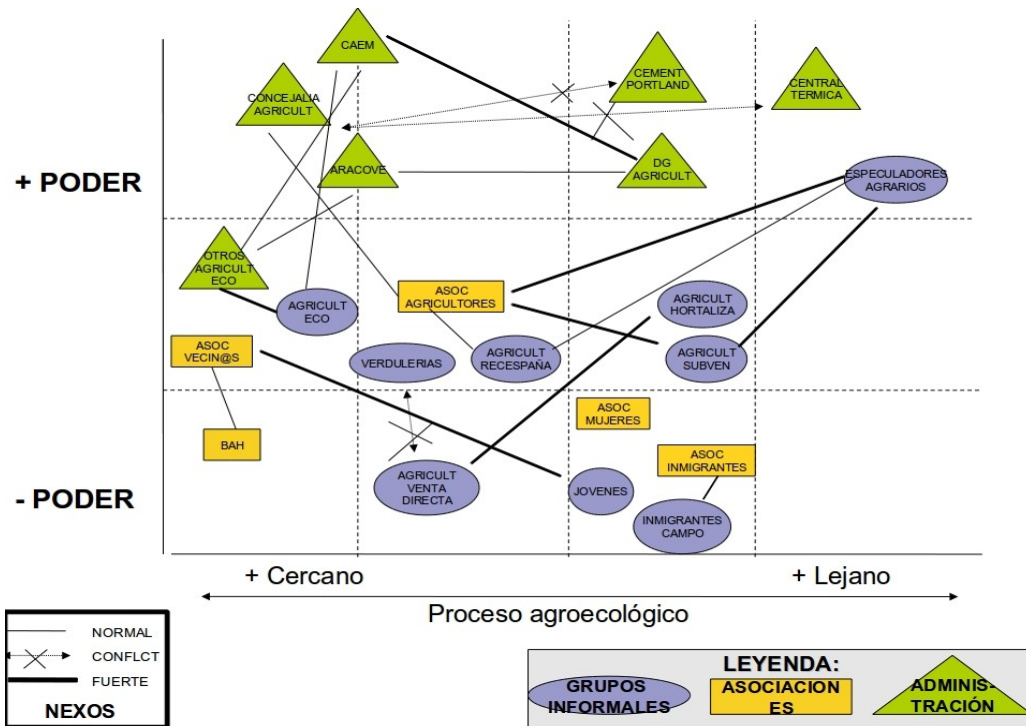 CAEM
CEMENT
PORTLAND
CENTRAL
TERMICA
CONCEJALIA
AGRICULT
ARACOVE
DG
AGRICULT
+ PODER
ESPECULADORES
AGRARIOS
OTROS
AGRICULT
ECO
AGRICULT
ECO
ASOC
AGRICULTORES
AGRICULT
HORTALIZA
ASOC
VECIN@S
VERDULERIAS
AGRICULT
RECESPAÑA
AGRICULT
SUBVEN
ASOC
MUJERES
BAH
ASOC
INMIGRANTES
AGRICULT
VENTA
DIRECTA
JOVENES
- PODER
INMIGRANTES
CAMPO
+ Cercano
+ Lejano
Proceso agroecológico
NORMAL
CONFLCT
FUERTE
NEXOS
LEYENDA:
GRUPOS
INFORMALES
ASOCIACION
ES
ADMINIS-
TRACIÓN